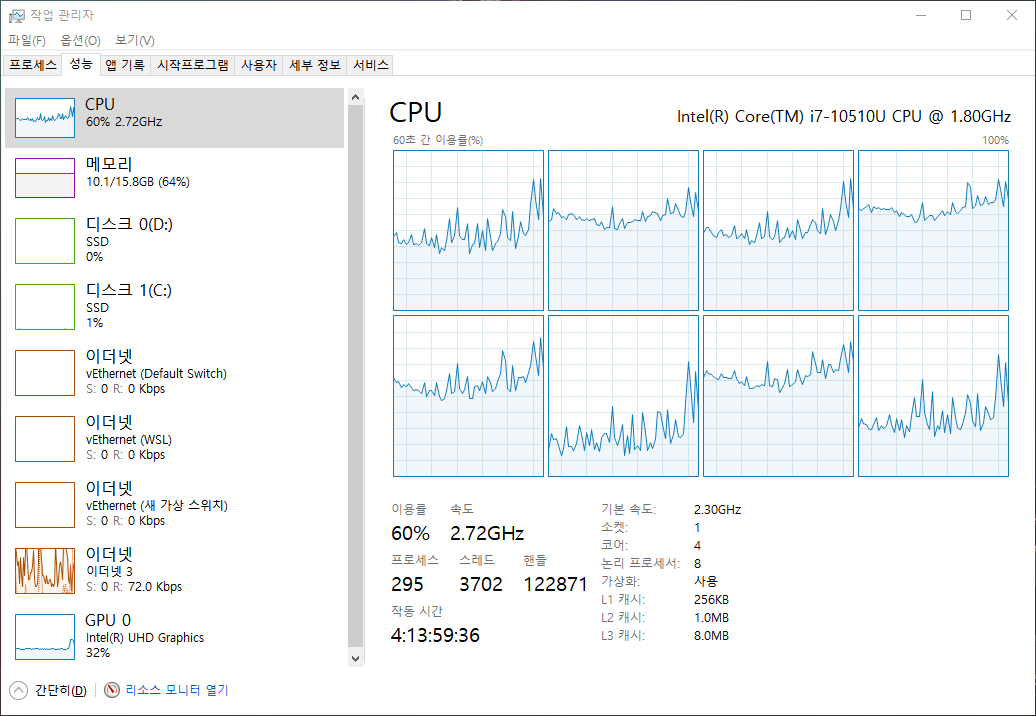 작업 관리자
파일(F) 옵션(O) 보기(V)
프로세스 성능 앱 기록 시작프로그램 사용자 세부 정보 서비스
CPU
60% 2.72GHz
메모리
10.1/15.8GB (64%)
디스크 0(D:)
SSD
0%
디스크 1(C:)
SSD
1%
이더넷
vEthernet (Default Switch)
S: 0 R: 0 Kbps
이더넷
vEthernet (WSL)
S: 0 R: 0 Kbps
이더넷
vEthernet (새 가상 스위치)
S: 0 R: 0 Kbps
이더넷
이더넷 3
S: 0 R: 72.0 Kbps
GPU 0
Intel(R) UHD Graphics
32%
CPU
Intel(R) Core(TM) i7-10510U CPU @ 1.80GHz
60초 간 이용률(%) 100%
이용률 속도
60% 2.72GHz
프로세스 스레드 핸들
295 3702 122871
작동 시간
4:13:59:36
기본 속도: 2.30GHz
소켓: 1
코어: 4
논리 프로세서: 8
가상화: 사용
L1 캐시: 256KB
L2 캐시: 1.0MB
L3 캐시: 8.0MB
간단히(D) 리소스 모니터 열기